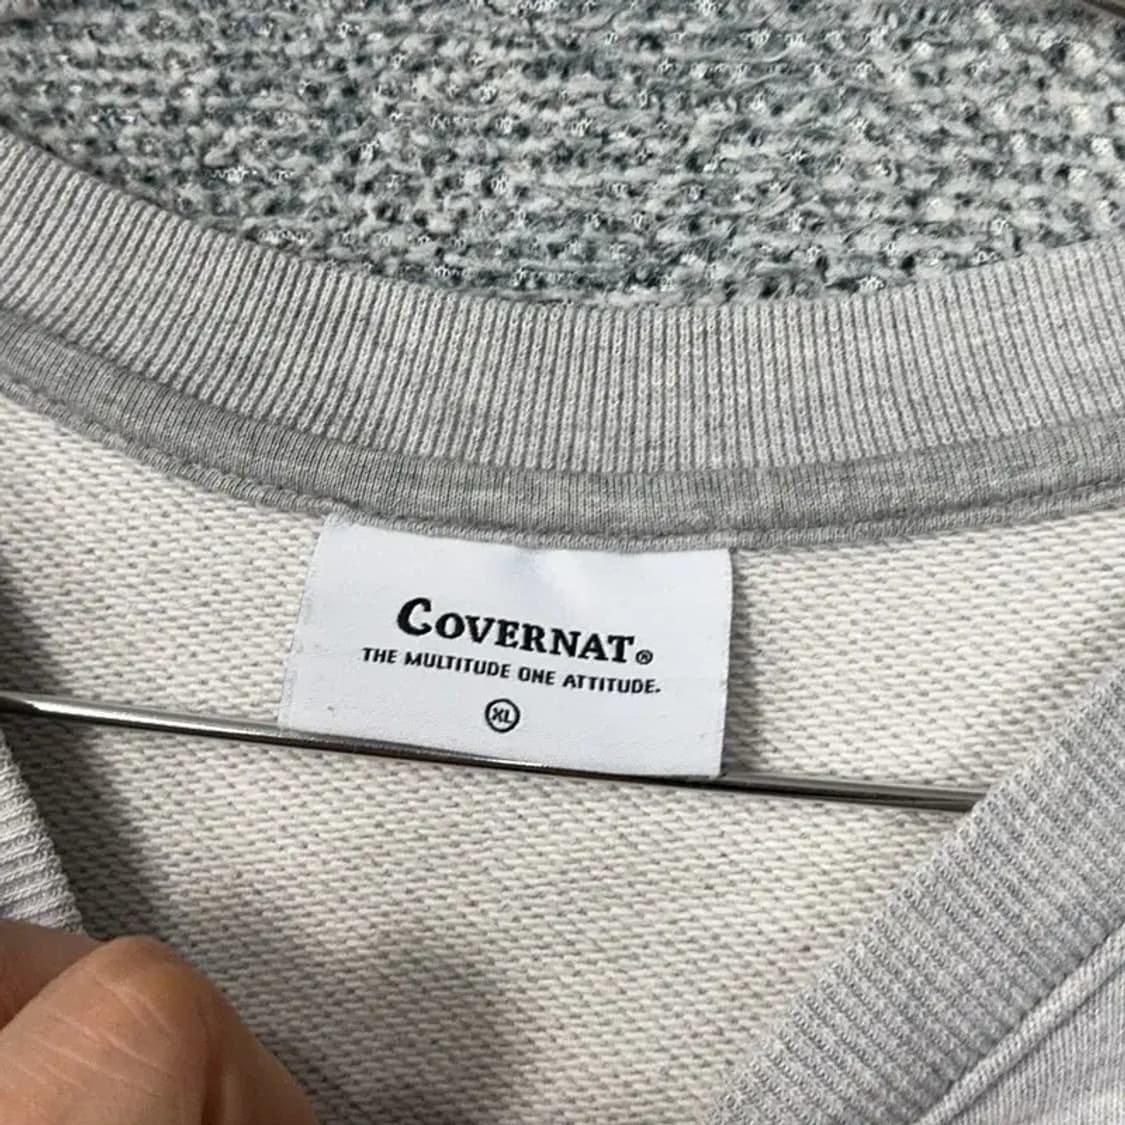 COVERNAT®
THE MULTITUDE ONE ATTITUDE.
XL